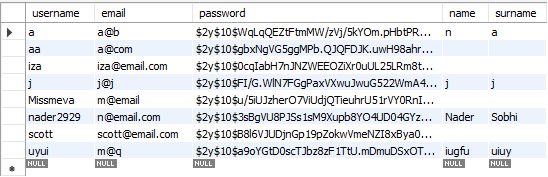 username email password name surname
a a@b $2y$10$WqLqQEZtFtmMW/zVj/5kYOm.pHbtPR... n a
aa a@com $2y$10$gbxNgVG5ggMPb.QJQFDJK.uwH98ahr...
iza iza@email.com $2y$10$0cqIabH7nJNZWEEOZiXr0uUL25LRm8t...
j j@j $2y$10$FI/G.WlN7FGgPaxVXwuJwuG522WmA4... j j
Missmeva m@email $2y$10$u/5iUJzherO7ViUdjQTieuhrU51rVY0RnI...
nader2929 n@email.com $2y$10$3sBgVU8PJSs1sM9Xupb8YO4UD04GYz... Nader Sobhi
scott scott@email.com $2y$10$B8l6VJUDjnGp19pZokwVmeNZI8xBya0...
uyui m@q $2y$10$a9oYGtD0scTJbz8zF1TtU.mDmuDSxOT... iugfu uiuy
NULL NULL NULL NULL NULL